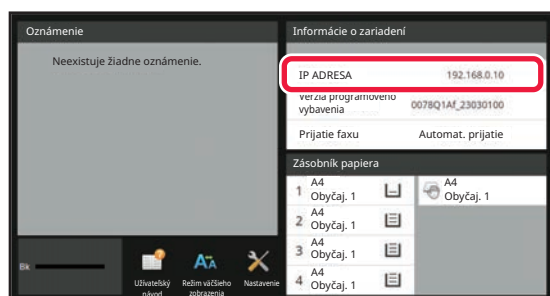 Oznámenie
Neexistuje žiadne oznámenie.
Informácie o zariadení
IP ADRESA 192.168.0.10
Verzia programového
vybavenia 0078Q1Af_23030100
Prijatie faxu Automat. prijatie
Zásobník papiera
1 A4
Obyčaj. 1
A4
Obyčaj. 1
2 A4
Obyčaj. 1
3 A4
Obyčaj. 1
4 A4
Obyčaj. 1
Bk
Užívateľský
návod
Režim väčšieho
zobrazenia
Nastavenie